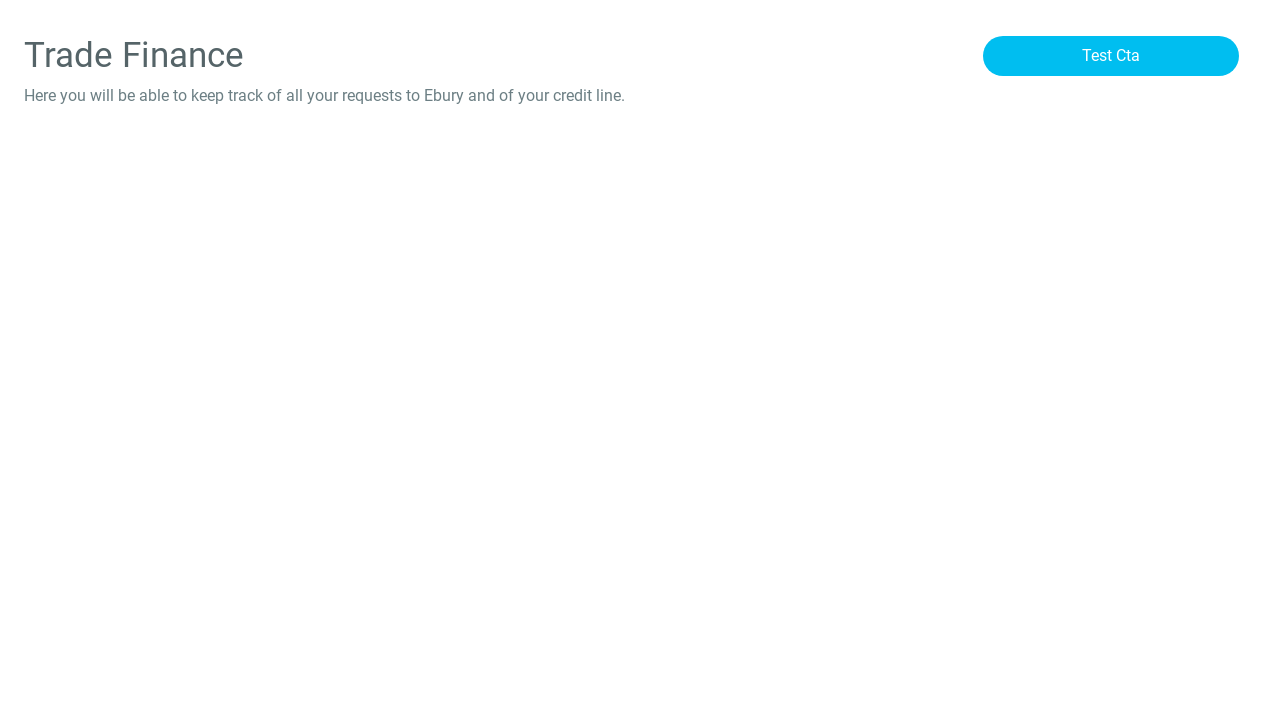 Trade Finance
Test Cta
Here you will be able to keep track of all your requests to Ebury and of your credit line.